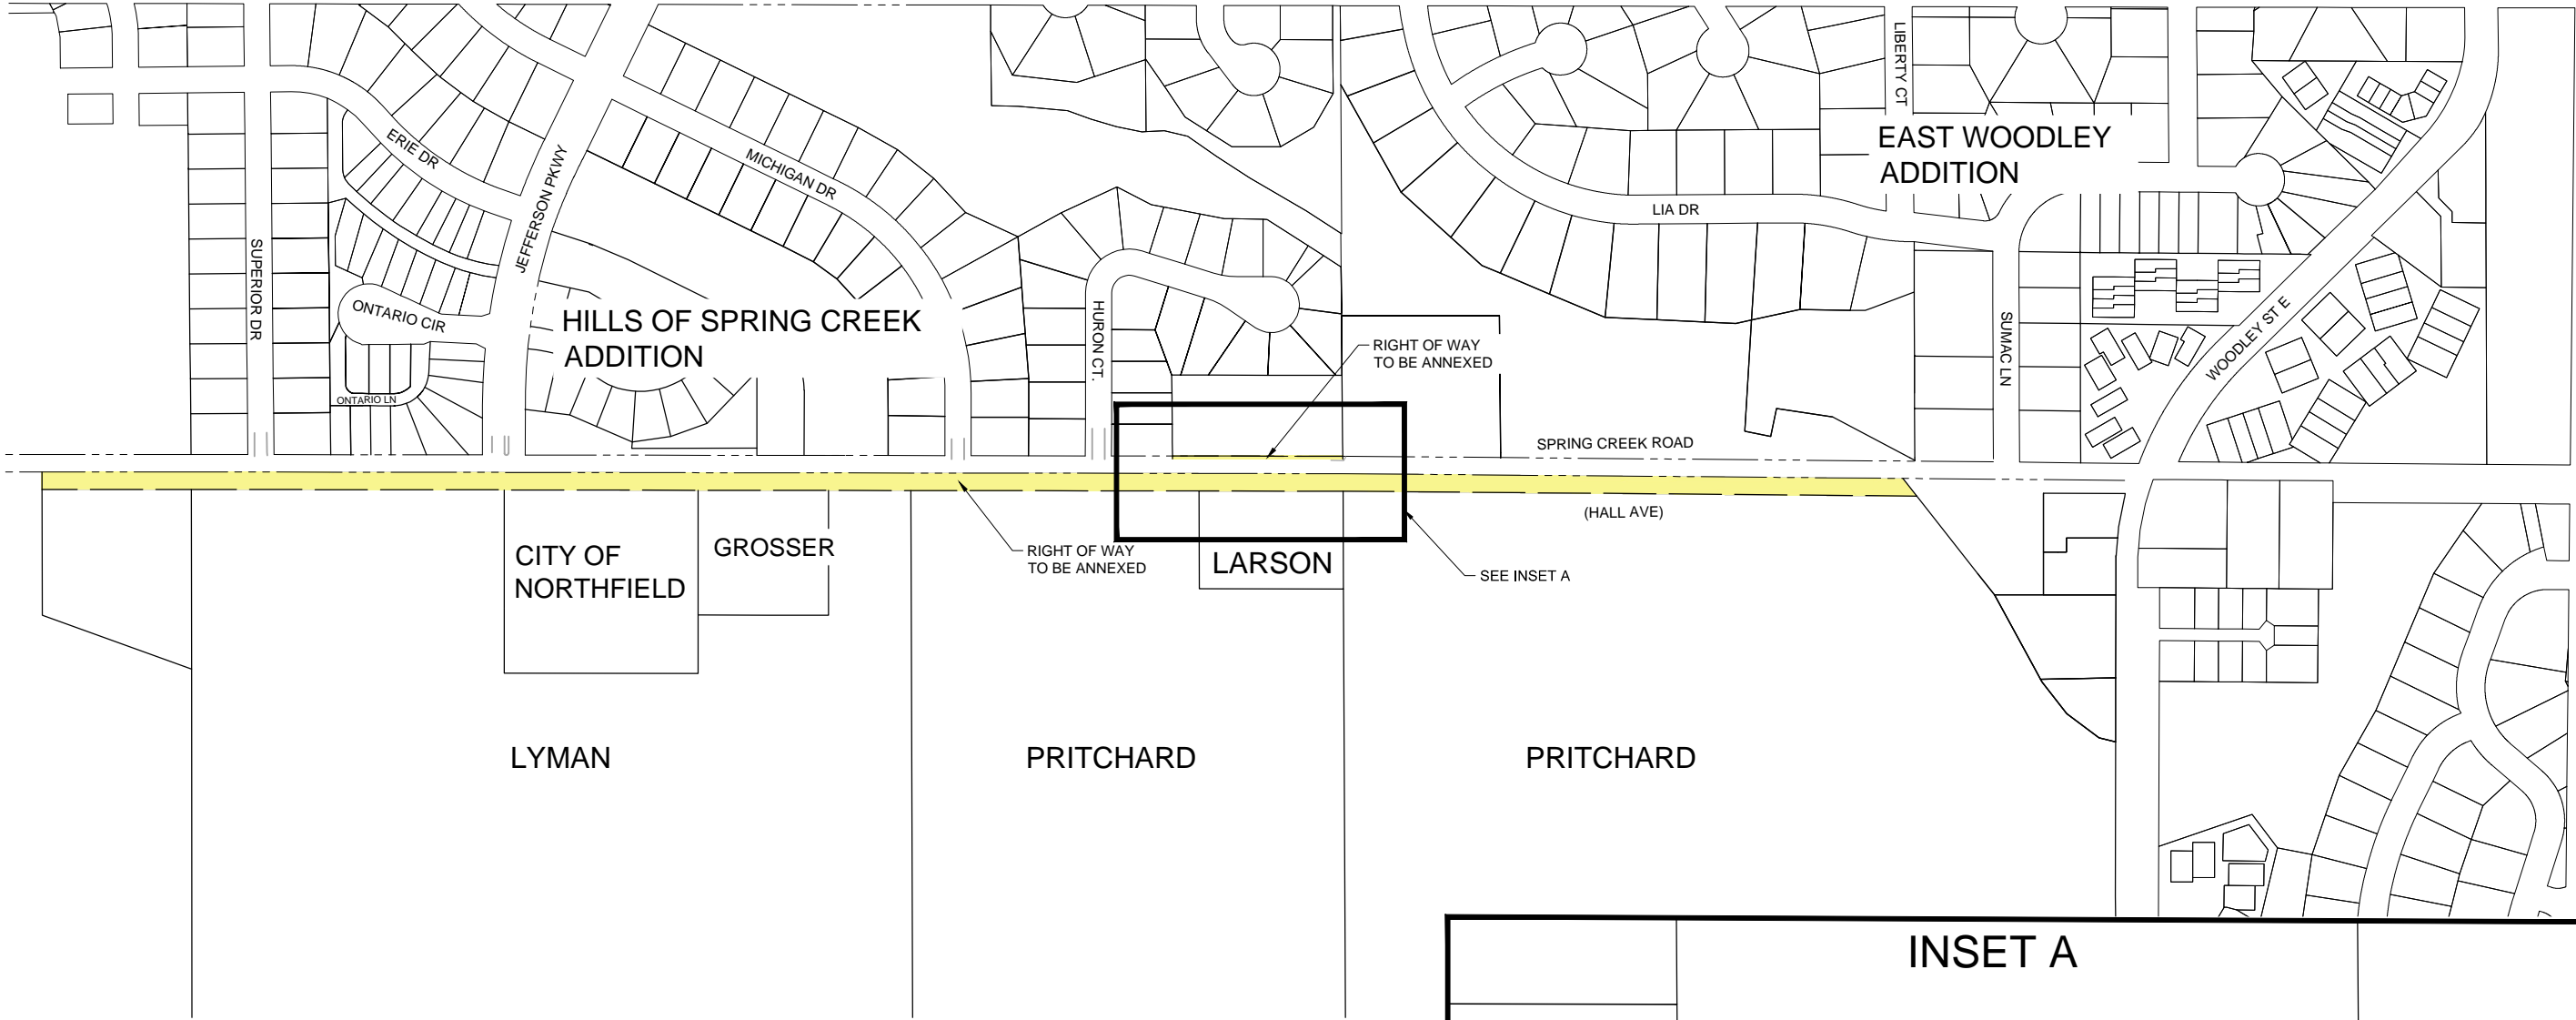 LIBERTY CT
EAST WOODLEY
ADDITION
ERIE DR
MICHIGAN DR
JEFFERSON PKWY
LIA DR
SUPERIOR DR
ONTARIO CIR
HILLS OF SPRING CREEK
ADDITION
HURON CT.
RIGHT OF WAY
TO BE ANNEXED
SUMAC LN
WOODLEY ST E
ONTARIO LN
SPRING CREEK ROAD
(HALL AVE)
CITY OF
NORTHFIELD
GROSSER
RIGHT OF WAY
TO BE ANNEXED
LARSON
SEE INSET A
LYMAN
PRITCHARD
PRITCHARD
INSET A